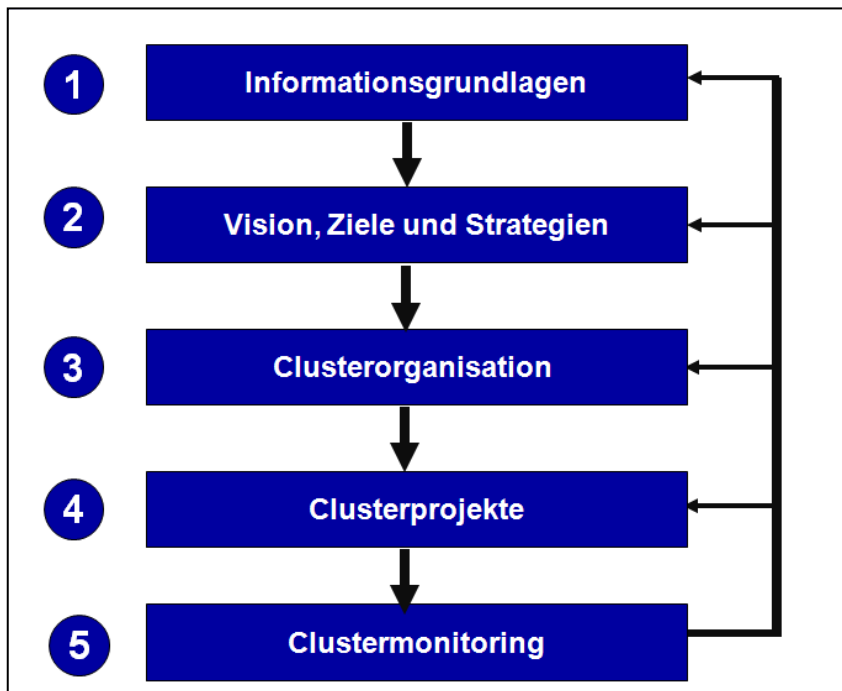 1 Informationsgrundlagen
2 Vision, Ziele und Strategien
3 Clusterorganisation
4 Clusterprojekte
5 Clustermonitoring